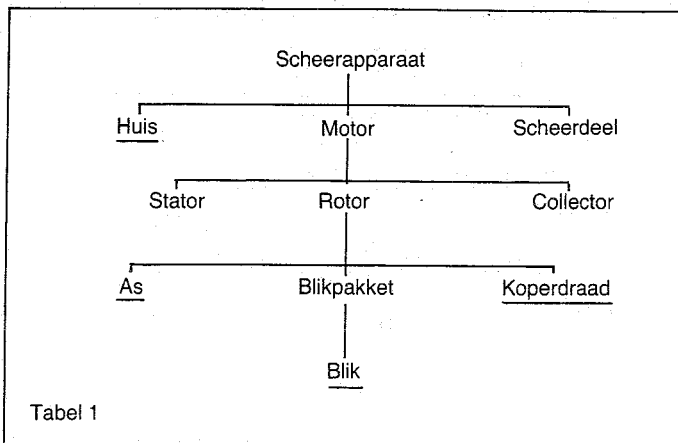 Scheerapparaat
Huis Motor Scheerdeel
Stator Rotor Collector
As Blikpakket Koperdraad
Blik
Tabel 1